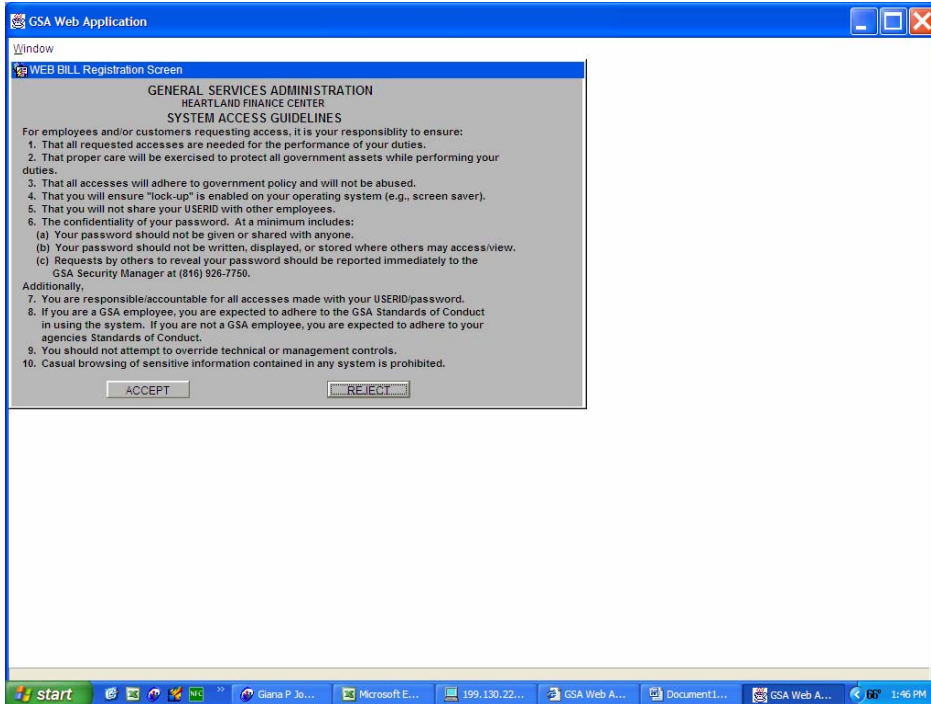 GSA Web Application
Window
WEB BILL Registration Screen
GENERAL SERVICES ADMINISTRATION
HEARTLAND FINANCE CENTER
SYSTEM ACCESS GUIDELINES
For employees and/or customers requesting access, it is your responsiblity to ensure:
1. That all requested accesses are needed for the performance of your duties.
2. That proper care will be exercised to protect all government assets while performing your
duties.
3. That all accesses will adhere to government policy and will not be abused.
4. That you will ensure "lock-up" is enabled on your operating system (e.g., screen saver).
5. That you will not share your USERID with other employees.
6. The confidentiality of your password. At a minimum includes:
(a) Your password should not be given or shared with anyone.
(b) Your password should not be written, displayed, or stored where others may access/view.
(c) Requests by others to reveal your password should be reported immediately to the
GSA Security Manager at (816) 926-7750.
Additionally,
7. You are responsible/accountable for all accesses made with your USERID/password.
8. If you are a GSA employee, you are expected to adhere to the GSA Standards of Conduct
in using the system. If you are not a GSA employee, you are expected to adhere to your
agencies Standards of Conduct.
9. You should not attempt to override technical or management controls.
10. Casual browsing of sensitive information contained in any system is prohibited.
ACCEPT REJECT
start NFC Giana P Jo... Microsoft E... 199.130.22... GSA Web A... Document1... GSA Web A... 66° 1:46 PM